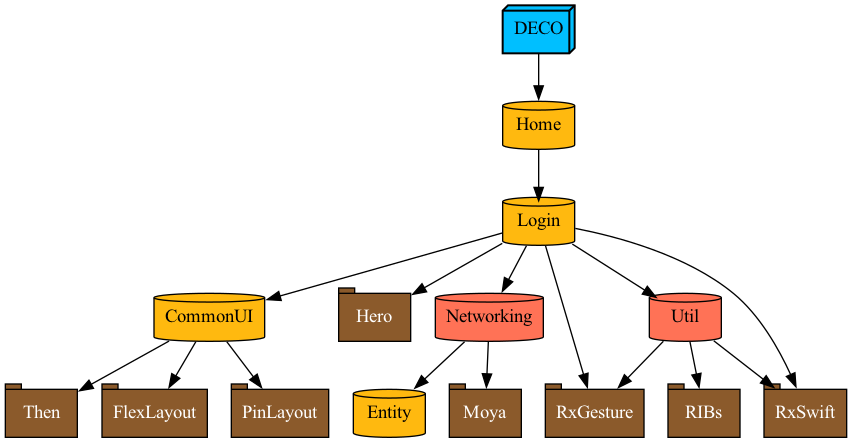 DECO
Home
Login
CommonUI
Hero
Networking
Util
Then
FlexLayout
PinLayout
Entity
Moya
RxGesture
RIBs
RxSwift